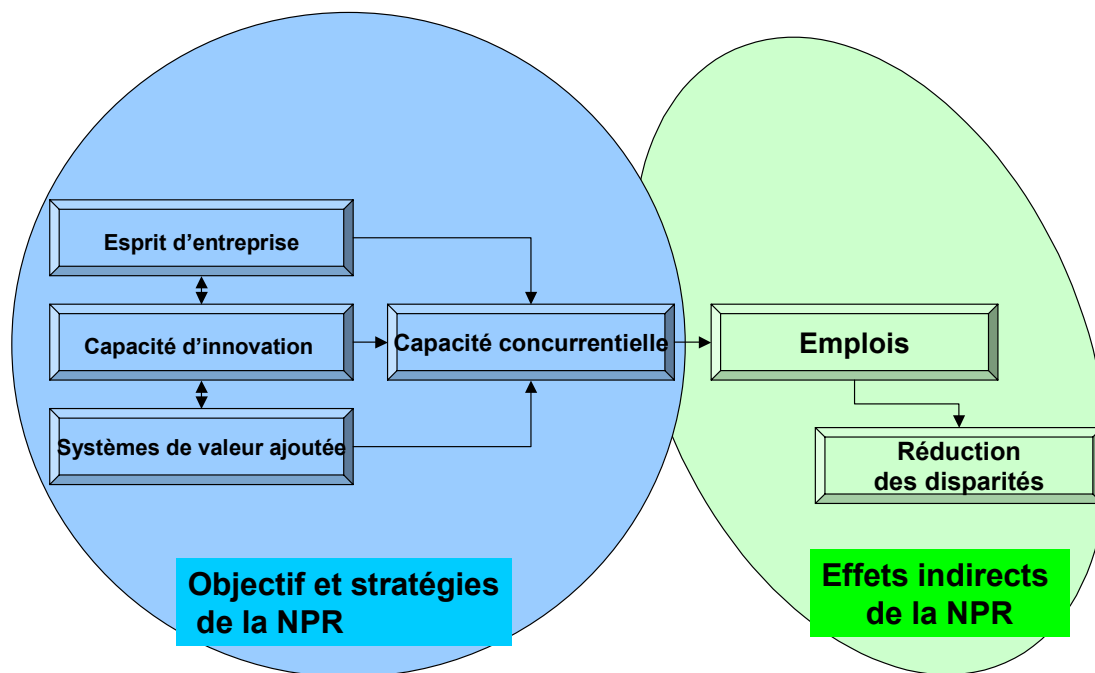 Esprit d’entreprise
Capacité d’innovation
Systèmes de valeur ajoutée
Capacité concurrentielle
Emplois
Réduction
des disparités
Objectif et stratégies
de la NPR
Effets indirects
de la NPR